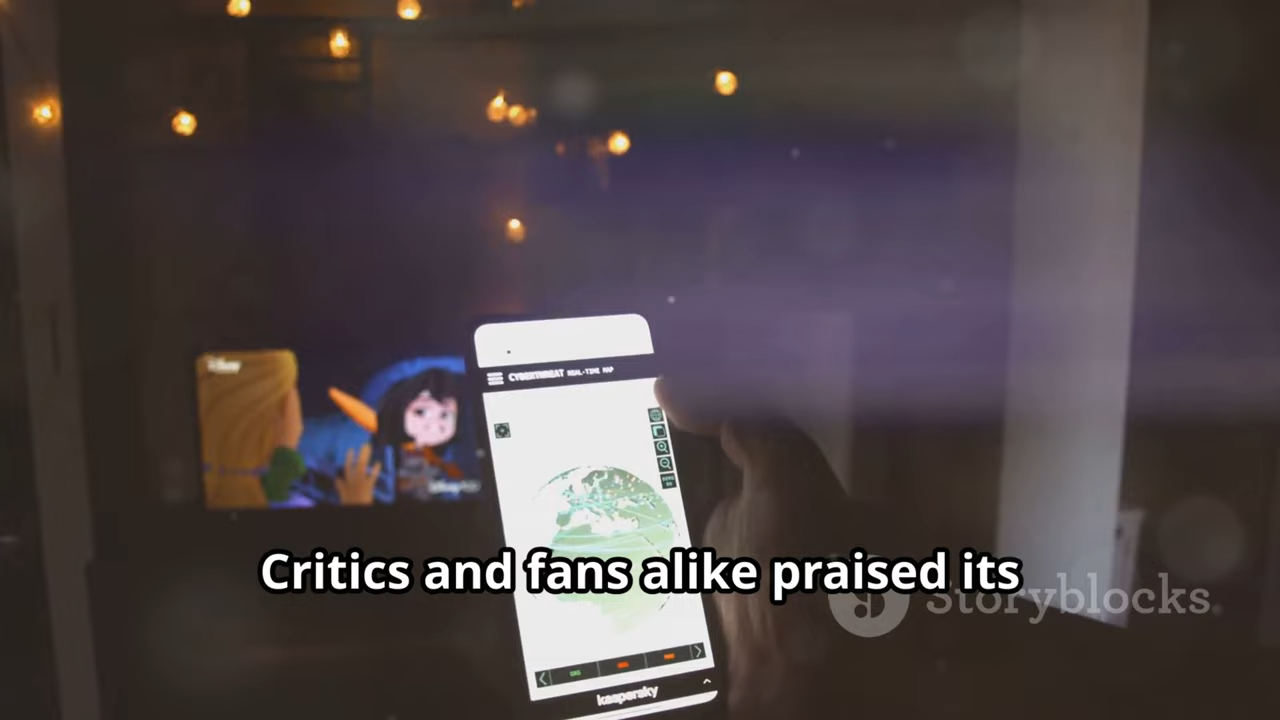 CYBERTHREAT REAL-TIME MAP
Critics and fans alike praised its
Storyblocks
kaspersky